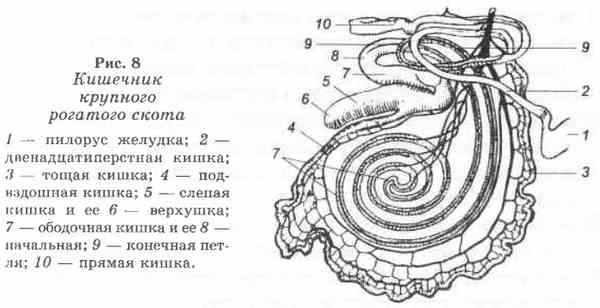 Рис. 8
Кишечник
крупного
рогатого скота
1 — пилорус желудка; 2 —
двенадцатиперстная кишка;
3 — тощая кишка; 4 — под-
вздошная кишка; 5 — слепая
кишка и ее 6 — верхушка;
7 — ободочная кишка и ее 8 —
начальная; 9 — конечная пет-
ля; 10 — прямая кишка.
10
9
8
7
5
6
4
7
9
2
1
3